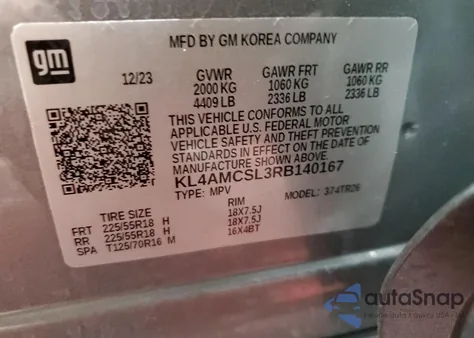 gm
MFD BY GM KOREA COMPANY
12/23 GVWR GAWR FRT GAWR RR
2000 KG 1060 KG 1060 KG
4409 LB 2336 LB 2336 LB
THIS VEHICLE CONFORMS TO ALL
APPLICABLE U.S. FEDERAL MOTOR
VEHICLE SAFETY AND THEFT PREVENTION
STANDARDS IN EFFECT ON THE DATE OF
MANUFACTURE SHOWN ABOVE.
KL4AMCSL3RB140167
TYPE: MPV MODEL: 374TR26
TIRE SIZE RIM
FRT 225/55R18 H 18X7.5J
RR 225/55R18 H 18X7.5J
SPA T125/70R16 M 16X4BT
autaSnap